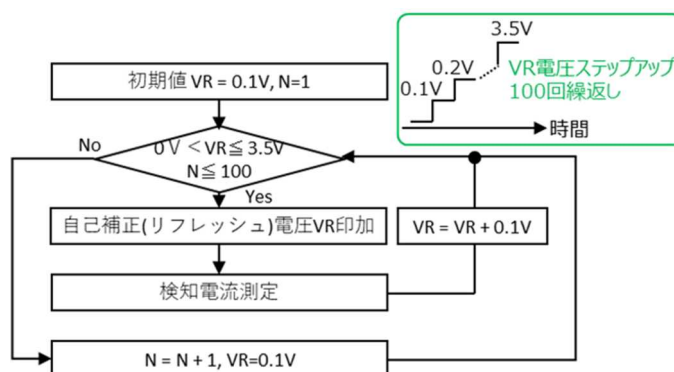 初期値 VR = 0.1V, N=1
3.5V
0.2V
0.1V
VR電圧ステップアップ
100回繰返し
時間
No
0 V < VR≦ 3.5V
N≦ 100
Yes
自己補正(リフレッシュ)電圧VR印加
VR = VR + 0.1V
検知電流測定
N = N + 1, VR=0.1V